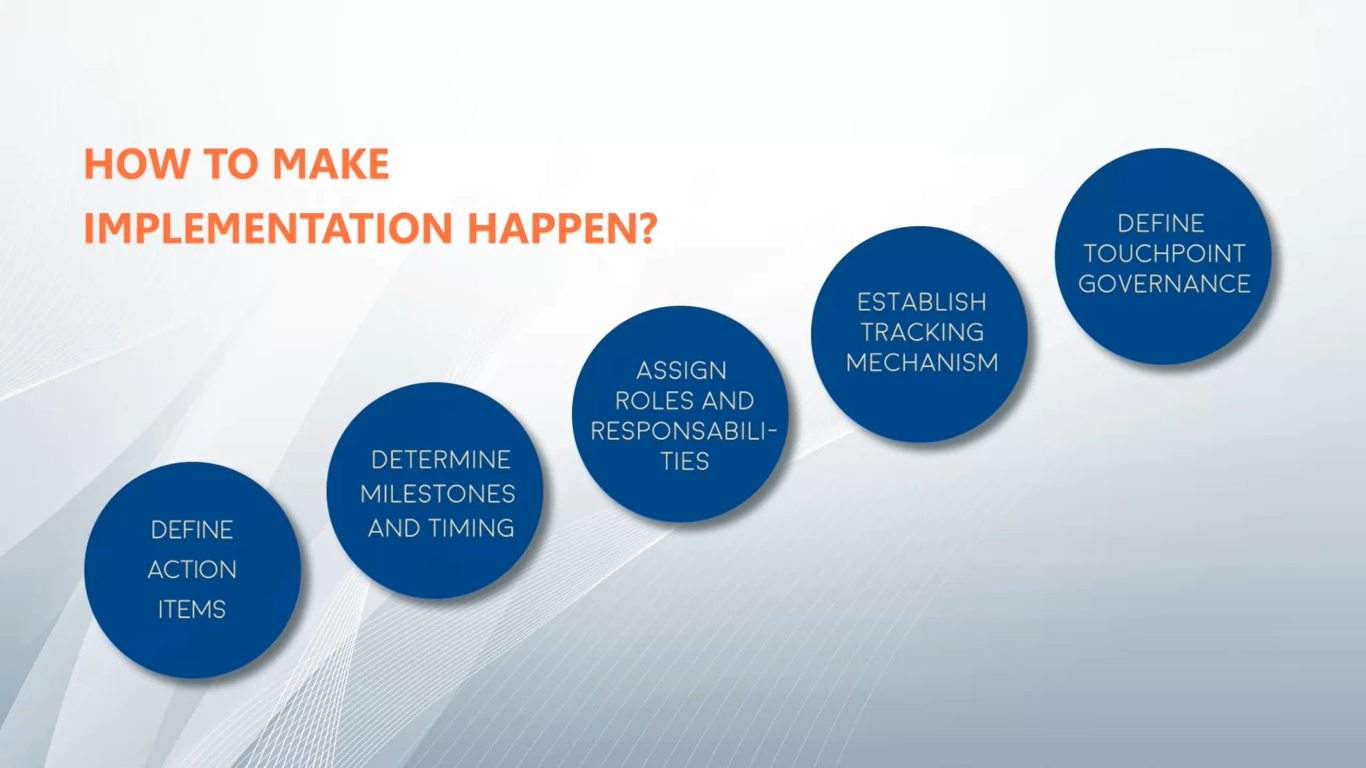 HOW TO MAKE
IMPLEMENTATION HAPPEN?
DEFINE
ACTION
ITEMS
DETERMINE
MILESTONES
AND TIMING
ASSIGN
ROLES AND
RESPONSABILI-
TIES
ESTABLISH
TRACKING
MECHANISM
DEFINE
TOUCHPOINT
GOVERNANCE